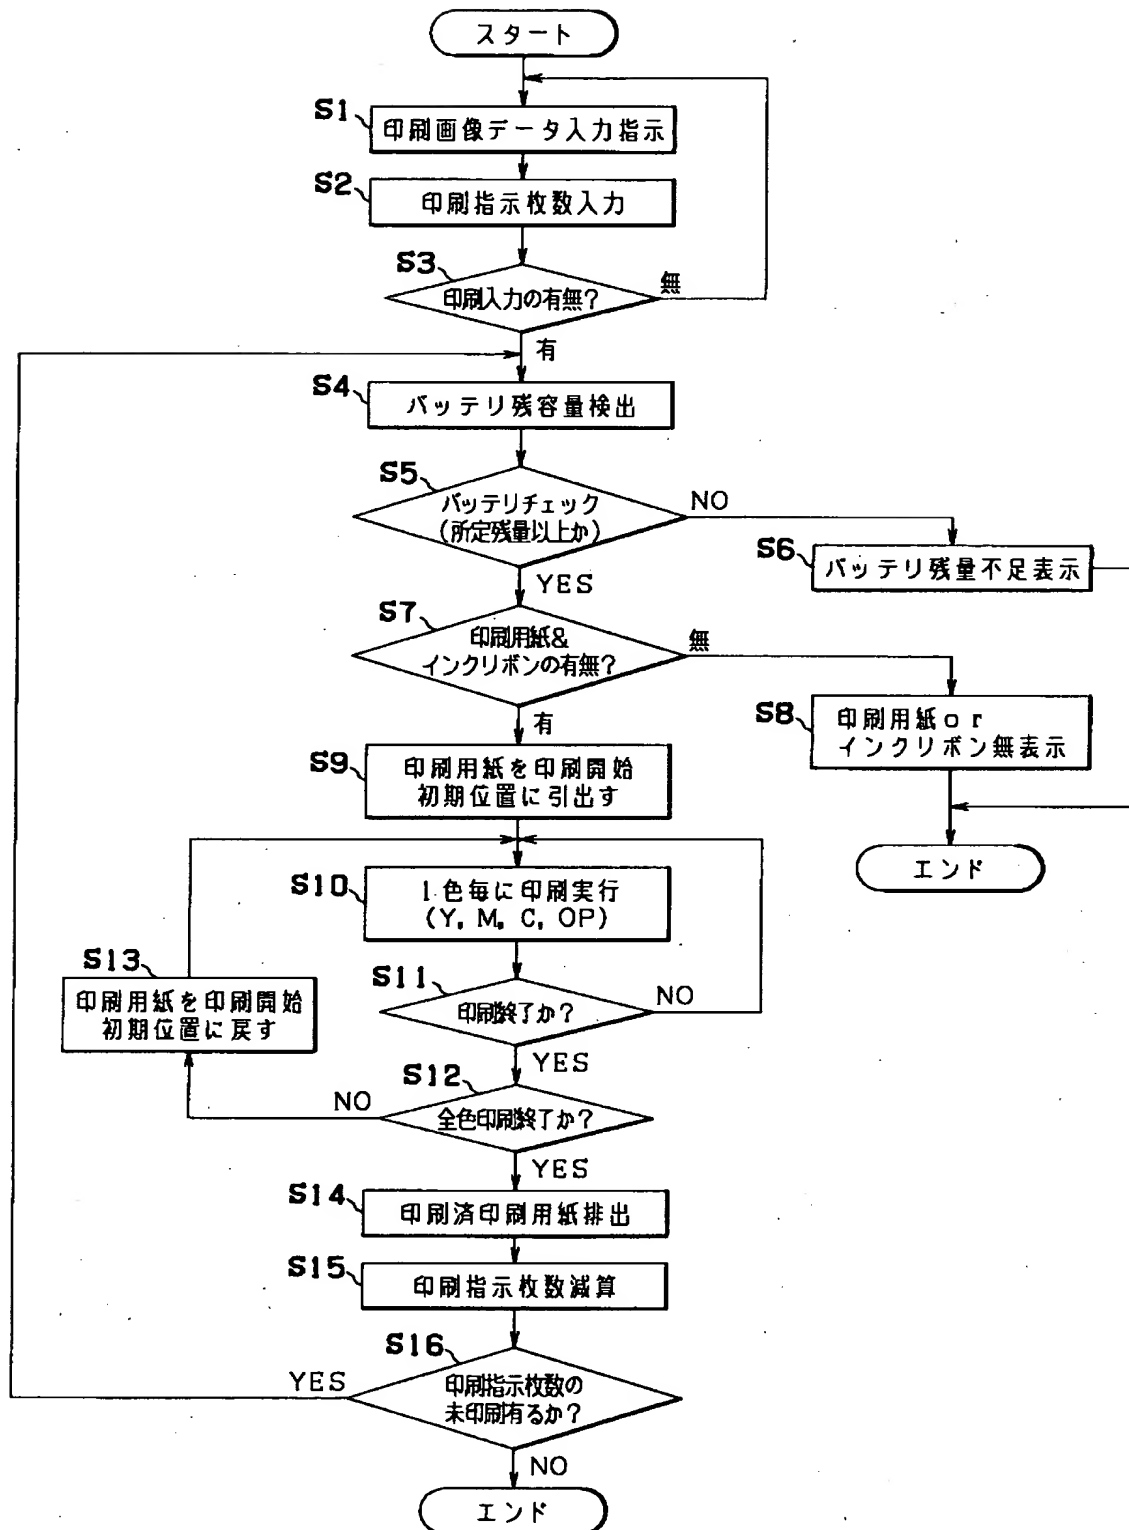 スタート
S1
印刷画像データ入力指示
S2
印刷指示枚数入力
S3
印刷入力の有無?
無
有
S4
バッテリ残容量検出
S5
バッテリチェック
(所定残量以上か)
NO
YES
S6
バッテリ残量不足表示
S7
印刷用紙&
インクリボンの有無?
無
有
S8
印刷用紙or
インクリボン無表示
エンド
S9
印刷用紙を印刷開始
初期位置に引出す
S10
1色毎に印刷実行
(Y, M, C, OP)
S11
印刷終了か?
NO
YES
S13
印刷用紙を印刷開始
初期位置に戻す
S12
全色印刷終了か?
NO
YES
S14
印刷済印刷用紙排出
S15
印刷指示枚数減算
S16
印刷指示枚数の
未印刷有るか?
YES
NO
エンド